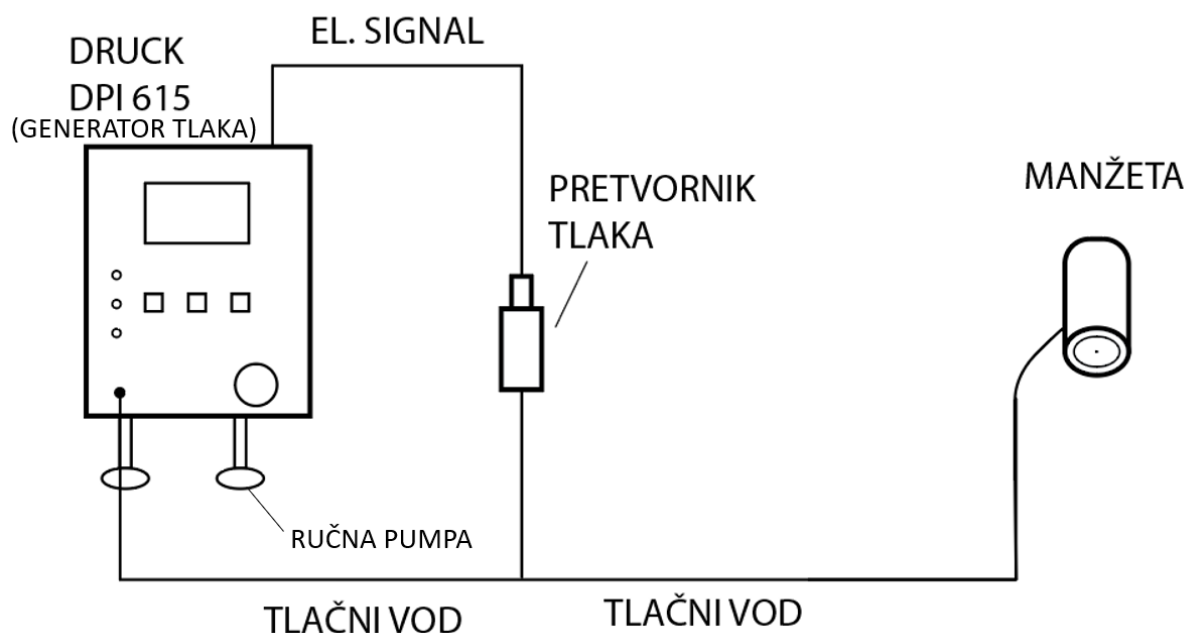 DRUCK
DPI 615
(GENERATOR TLAKA)
EL. SIGNAL
PRETVORNIK
TLAKA
MANŽETA
RUČNA PUMPA
TLAČNI VOD
TLAČNI VOD